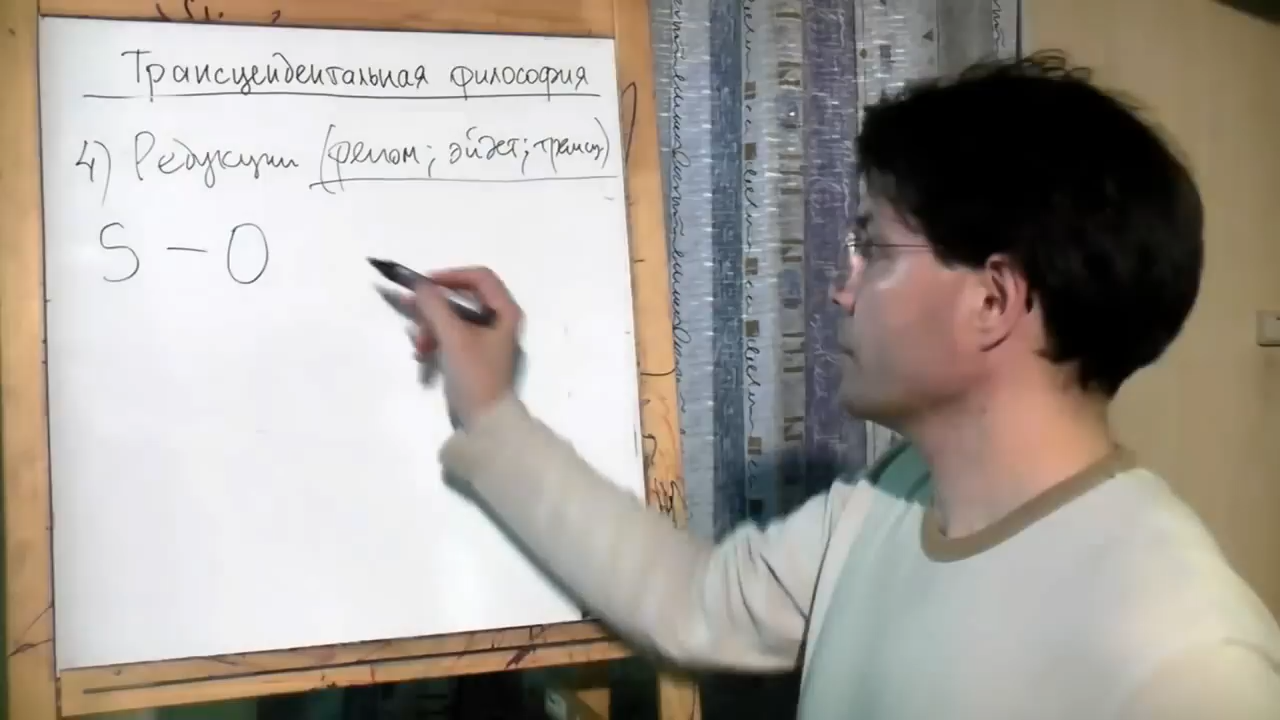 Трансцендентальная философия
4) Редукции (феном; эйдет; трансц)
S – O